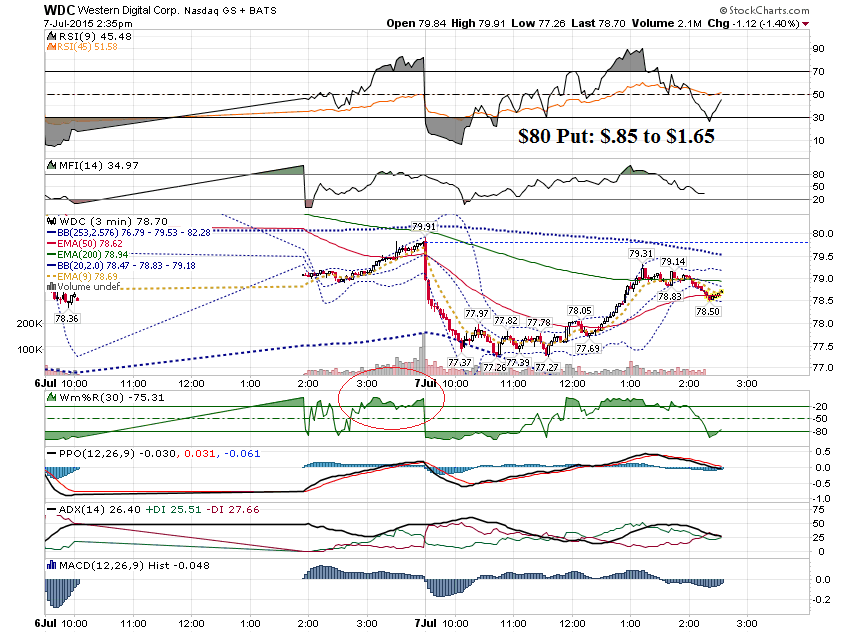 WDC Western Digital Corp. Nasdaq GS + BATS © StockCharts.com
7-Jul-2015 2:35pm Open 79.84 High 79.91 Low 77.26 Last 78.70 Volume 2.1M Chg -1.12 (-1.40%)
RSI(9) 45.48
RSI(45) 51.58
90
70
50
30
10
$80 Put: $.85 to $1.65
MFI(14) 34.97
80
50
20
WDC (3 min) 78.70
BB(253,2.576) 76.79 - 79.53 - 82.28
EMA(50) 78.62
EMA(200) 78.94
BB(20,2.0) 78.47 - 78.83 - 79.18
EMA(9) 78.69
Volume undef.
79.91
79.31
79.14
78.83
78.50
78.36
78.05
77.97
77.82
77.78
77.69
77.37
77.26
77.39
77.27
80.0
79.5
79.0
78.5
78.0
77.5
77.0
200K
100K
6Jul 10:00 11:00 12:00 1:00 2:00 3:00 7Jul 10:00 11:00 12:00 1:00 2:00 3:00
Wm%R(30) -75.31
-20
-50
-80
PPO(12,26,9) -0.030, 0.031, -0.061
0.5
0.0
-0.5
-1.0
ADX(14) 26.40 +DI 25.51 -DI 27.66
75
50
25
0
MACD(12,26,9) Hist -0.048
0.0
-0.2
6Jul 10:00 11:00 12:00 1:00 2:00 3:00 7Jul 10:00 11:00 12:00 1:00 2:00 3:00